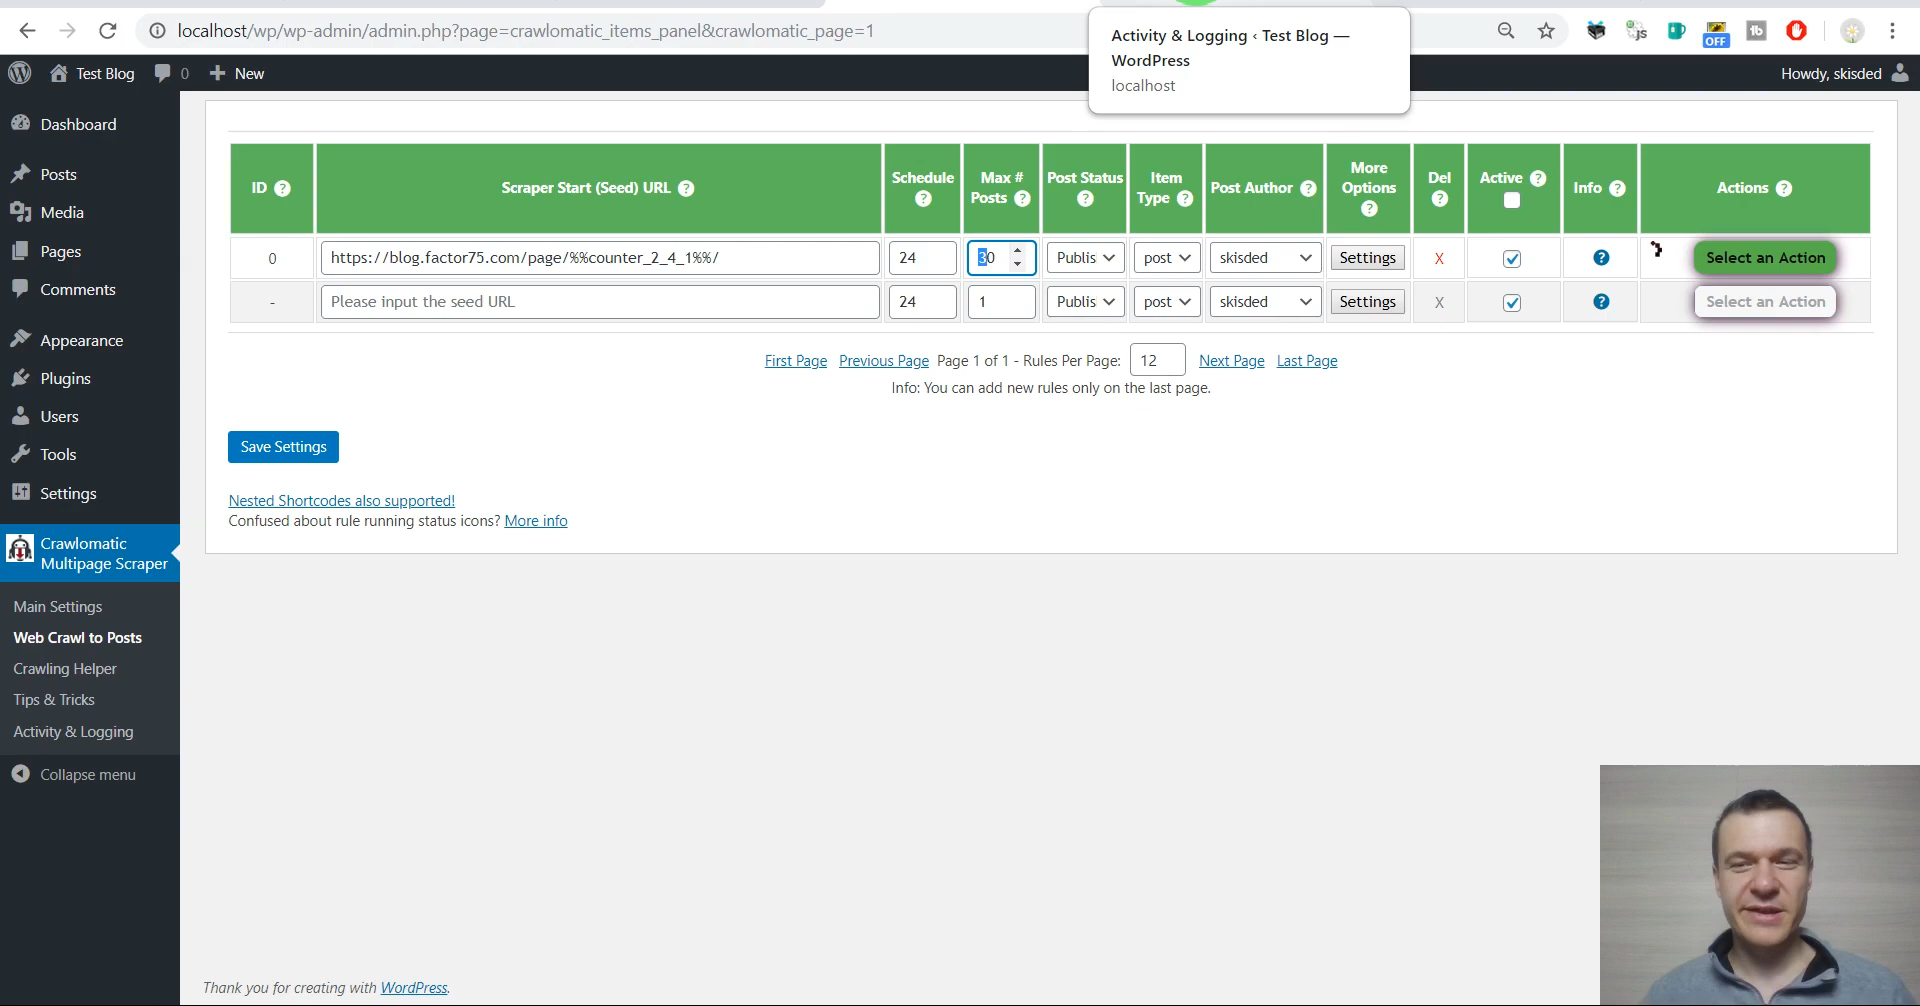 localhost/wp/wp-admin/admin.php?page=crawlomatic_items_panel&crawlomatic_page=1
Activity & Logging ‹ Test Blog —
WordPress
localhost
OFF
js
tb
Test Blog 0 New
Howdy, skisded
Dashboard
Posts
Media
Pages
Comments
Appearance
Plugins
Users
Tools
Settings
Crawlomatic
Multipage Scraper
Main Settings
Web Crawl to Posts
Crawling Helper
Tips & Tricks
Activity & Logging
Collapse menu
ID ? Scraper Start (Seed) URL ? Schedule ? Max # Posts ? Post Status ? Item Type ? Post Author ? More Options ? Del ? Active ? Info ? Actions ?
0 https://blog.factor75.com/page/%%counter_2_4_1%%/ 24 30 Publis post skisded Settings X ? Select an Action
- Please input the seed URL 24 1 Publis post skisded Settings X ? Select an Action
First Page Previous Page Page 1 of 1 - Rules Per Page: 12 Next Page Last Page
Info: You can add new rules only on the last page.
Save Settings
Nested Shortcodes also supported!
Confused about rule running status icons? More info
Thank you for creating with WordPress.